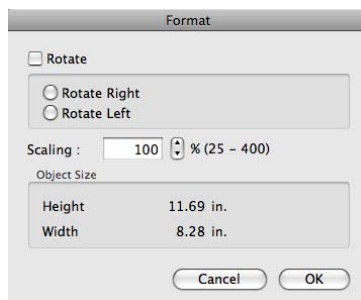 Format
Rotate
Rotate Right
Rotate Left
Scaling : 100 % (25 - 400)
Object Size
Height 11.69 in.
Width 8.28 in.
Cancel OK